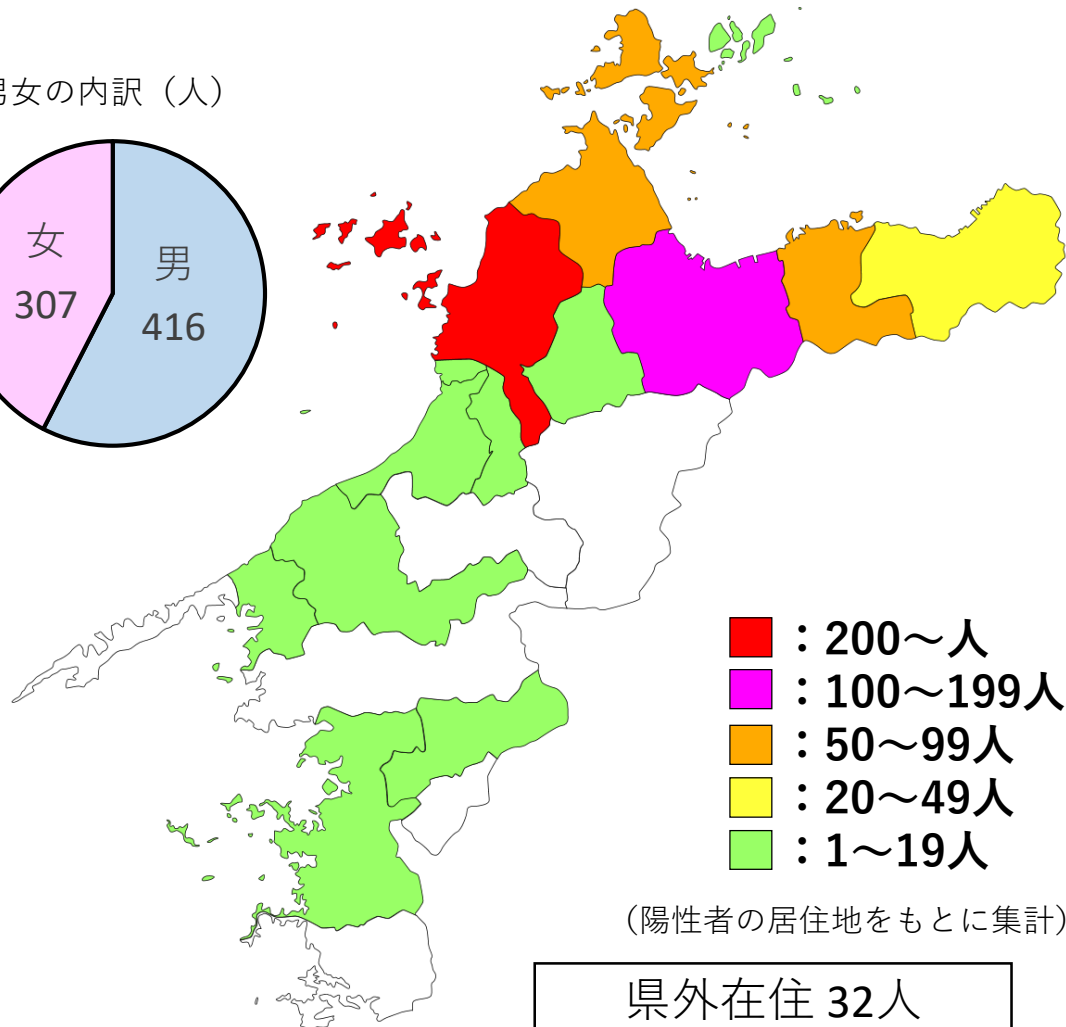 男女の内訳（人）
女
307
男
416
：200～人
：100～199人
：50～99人
：20～49人
：1～19人
（陽性者の居住地をもとに集計）
県外在住 32人